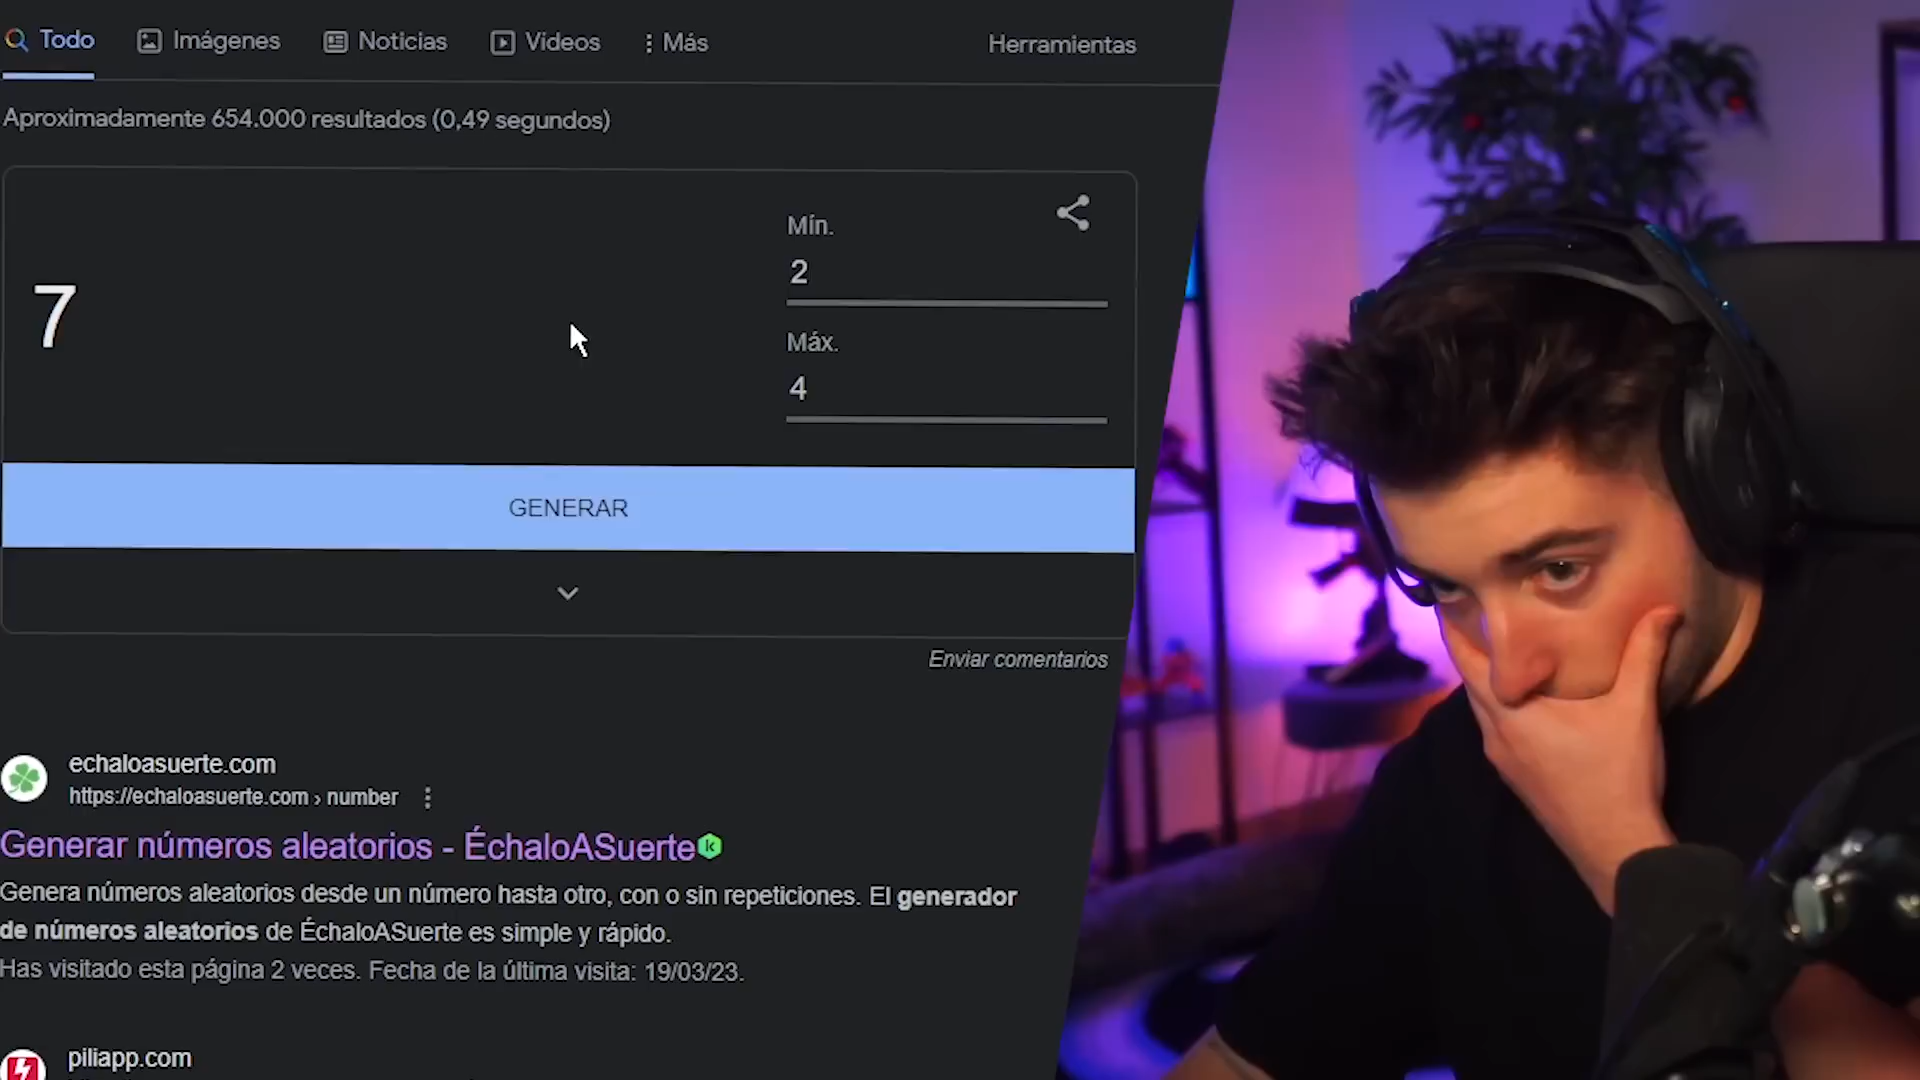 Todo Imágenes Noticias Videos Más Herramientas
Aproximadamente 654.000 resultados (0,49 segundos)
Mín.
2
7
Máx.
4
GENERAR
Enviar comentarios
echaloasuerte.com
https://echaloasuerte.com › number
Generar números aleatorios - ÉchaloASuerte
Genera números aleatorios desde un número hasta otro, con o sin repeticiones. El generador
de números aleatorios de ÉchaloASuerte es simple y rápido.
Has visitado esta página 2 veces. Fecha de la última visita: 19/03/23.
piliapp.com